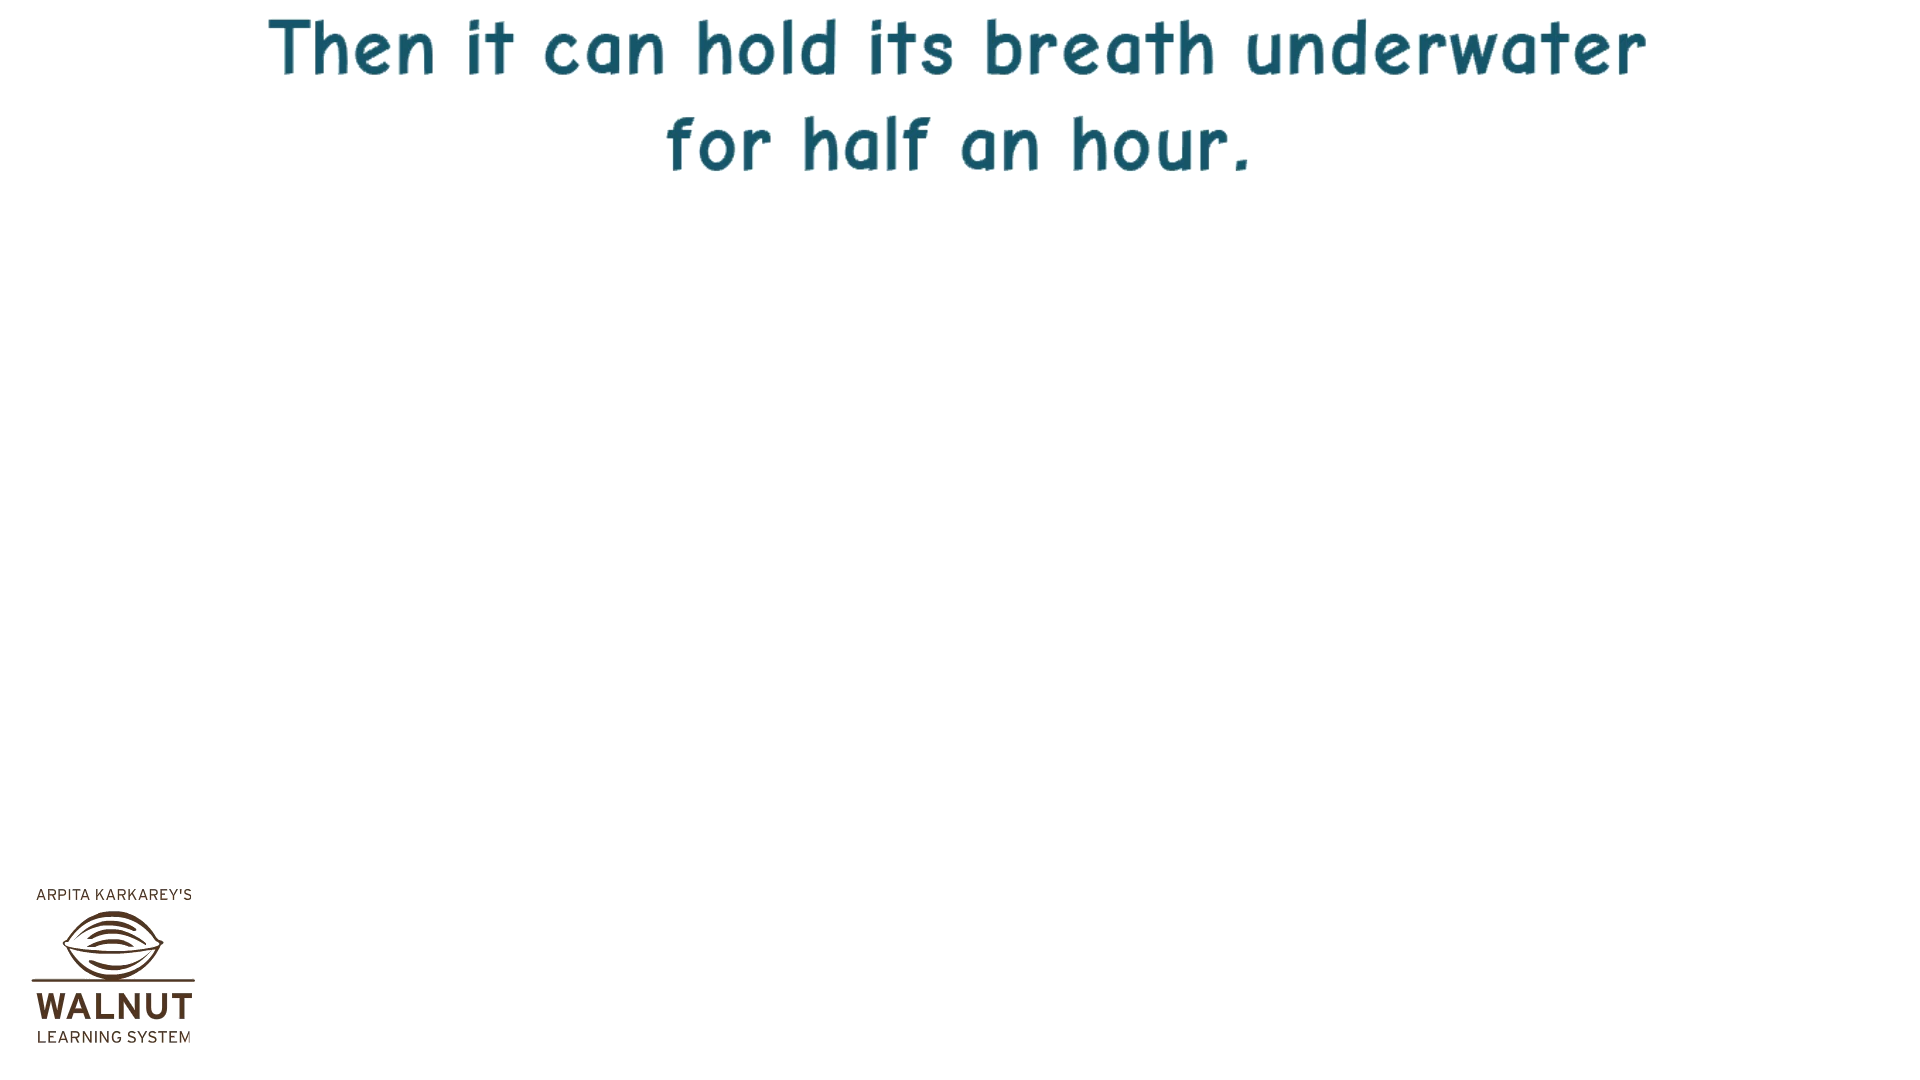 Then it can hold its breath underwater
for half an hour.
ARPITA KARKAREY'S
WALNUT
LEARNING SYSTEM